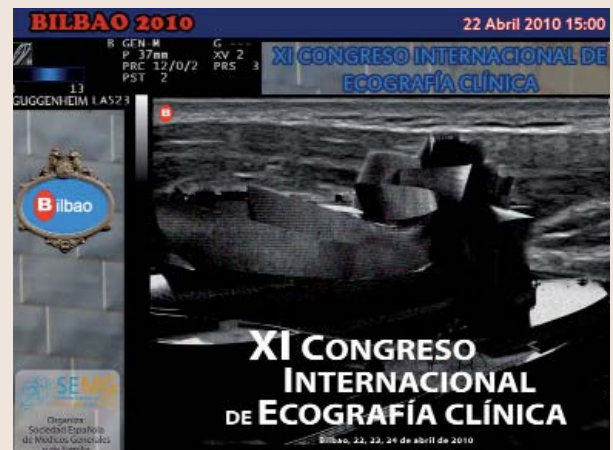 BILBAO 2010
22 Abril 2010 15:00
B GEN-M G ---
P 37mm XV 2
PRC 12/0/2 PRS 3
PST 2
13
GUGGENHEIM LA523
XI CONGRESO INTERNACIONAL DE
ECOGRAFÍA CLÍNICA
B
Bilbao
XI CONGRESO
INTERNACIONAL
DE ECOGRAFÍA CLÍNICA
Bilbao, 22, 23, 24 de abril de 2010
SEMG
Organiza:
Sociedad Española
de Médicos Generales
y de Familia